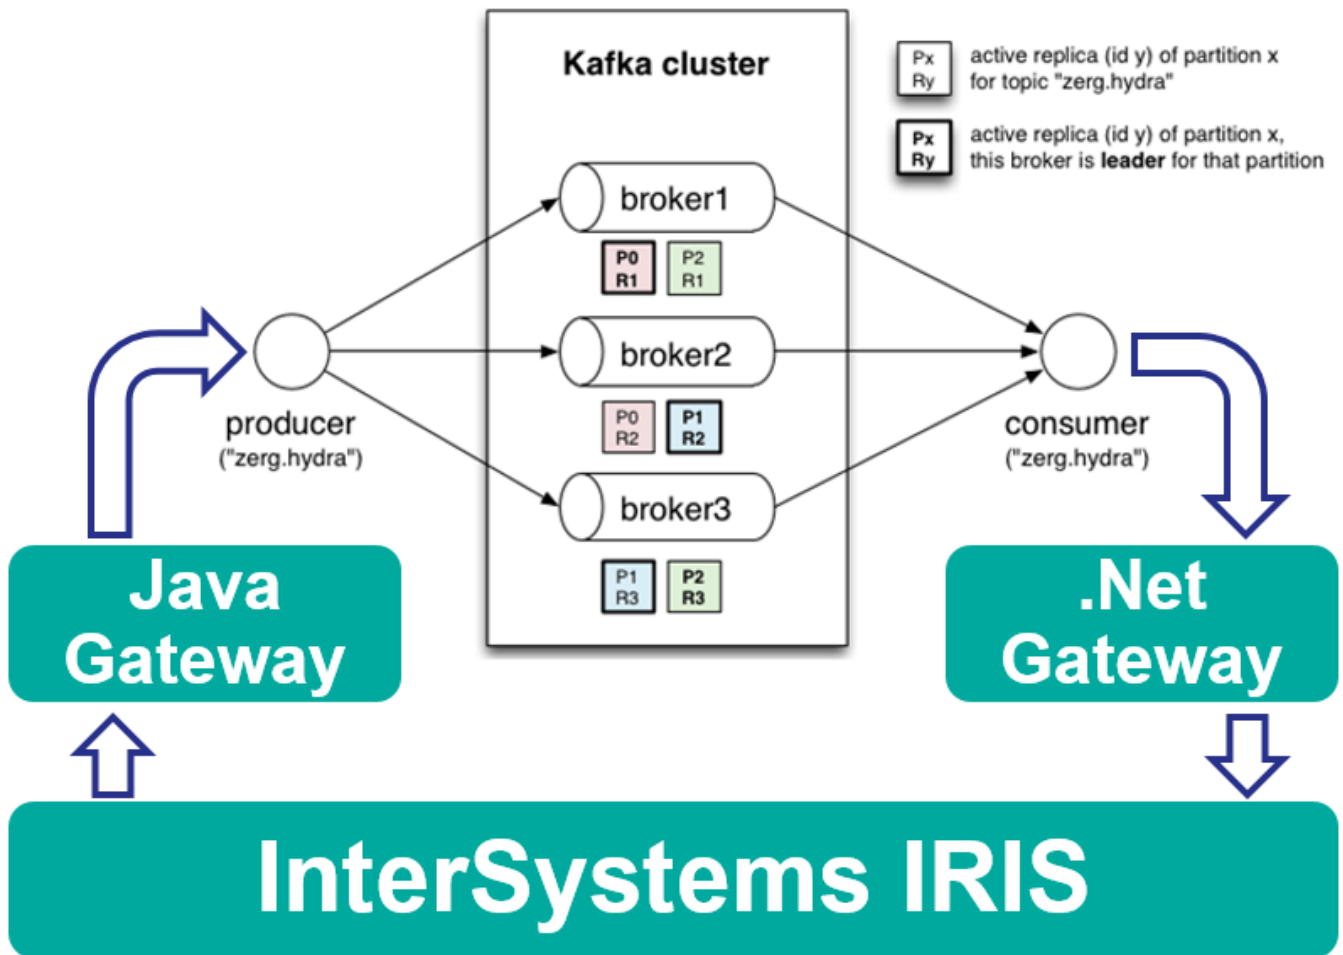 Kafka cluster
Px
Ry
active replica (id y) of partition x
for topic "zerg.hydra"
Px
Ry
active replica (id y) of partition x,
this broker is leader for that partition
broker1
P0
R1
P2
R1
broker2
P0
R2
P1
R2
broker3
P1
R3
P2
R3
producer
("zerg.hydra")
consumer
("zerg.hydra")
Java
Gateway
.Net
Gateway
InterSystems IRIS